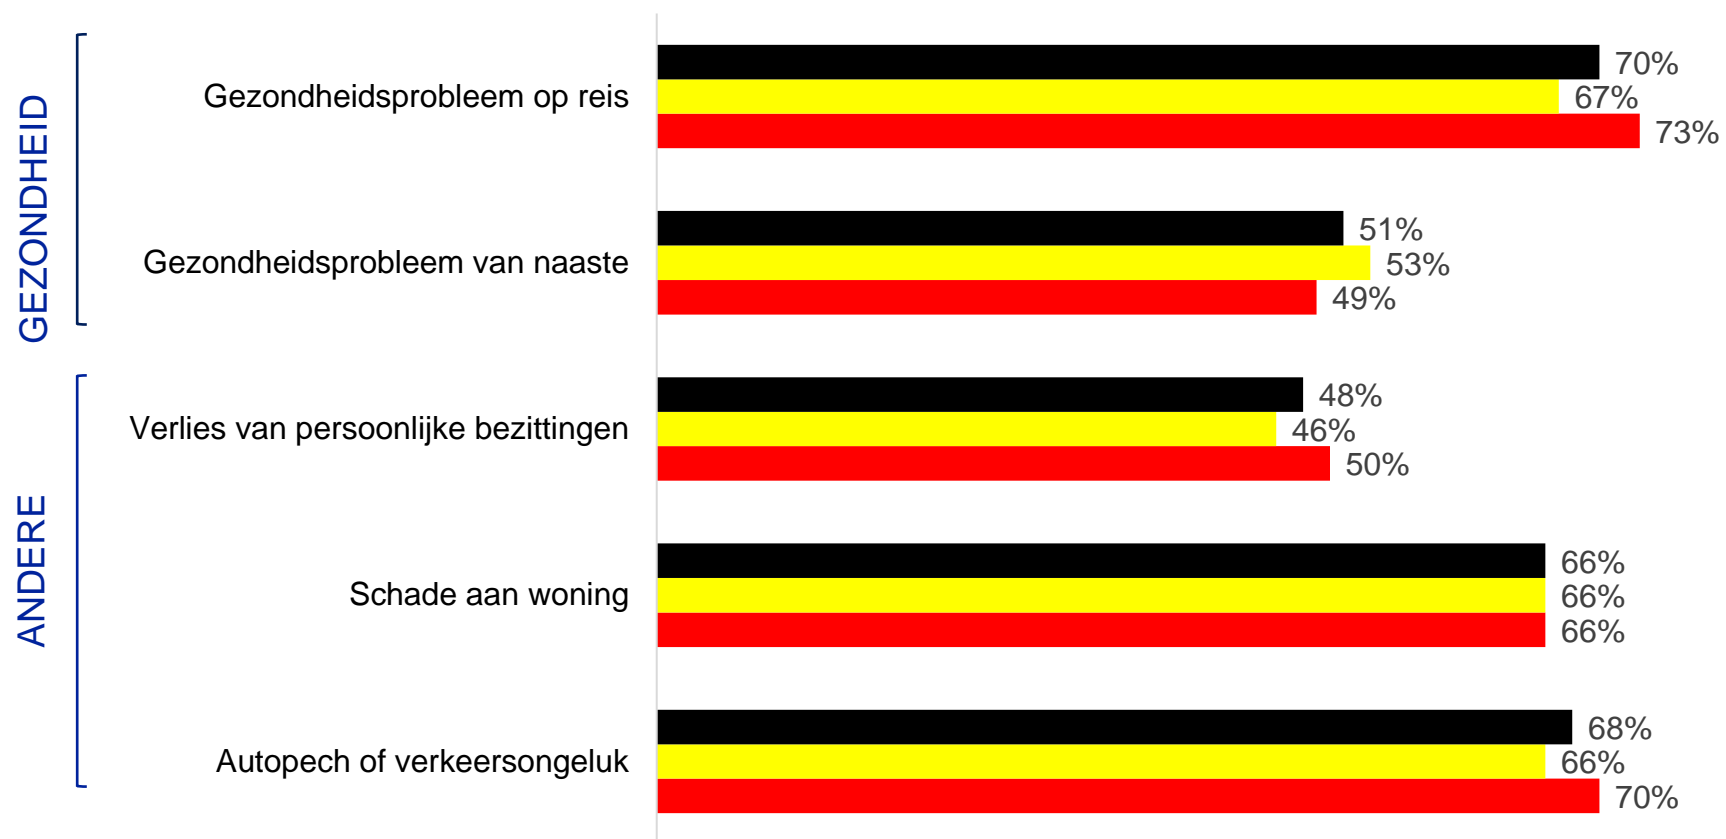 GEZONDHEID
Gezondheidsprobleem op reis
70%
67%
73%
Gezondheidsprobleem van naaste
51%
53%
49%
ANDERE
Verlies van persoonlijke bezittingen
48%
46%
50%
Schade aan woning
66%
66%
66%
Autopech of verkeersongeluk
68%
66%
70%